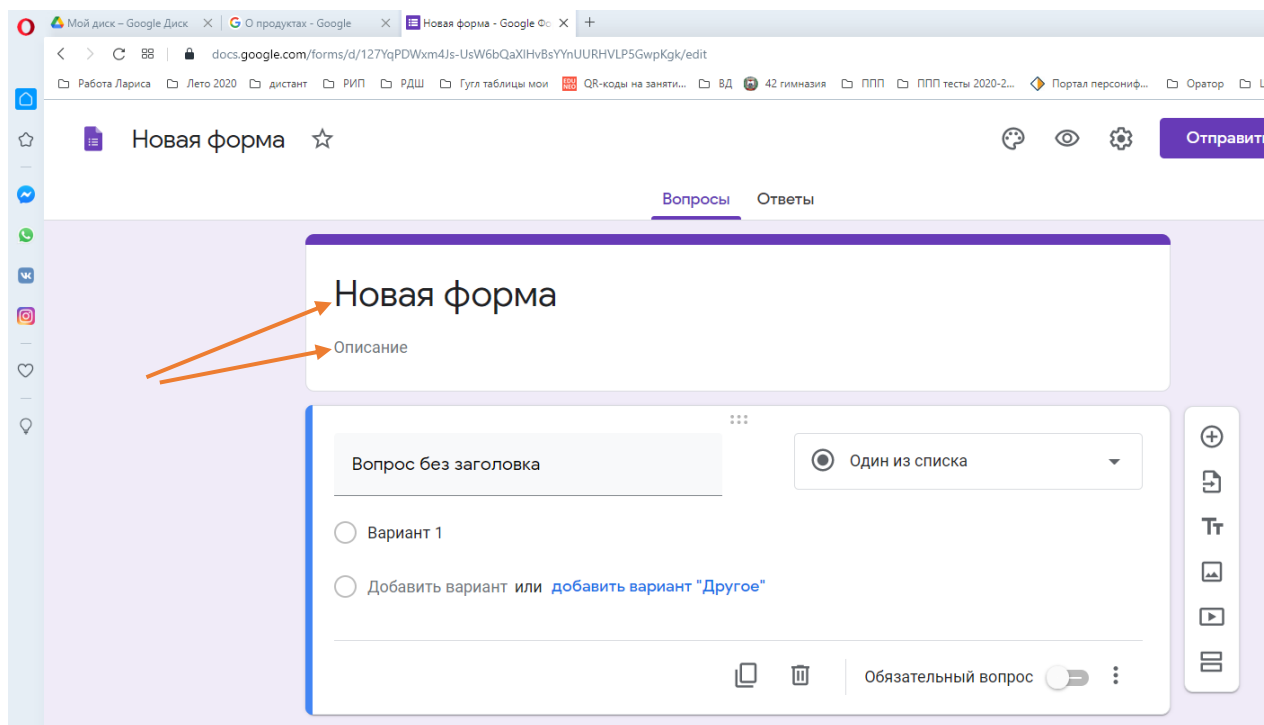 Мой диск – Google Диск
О продуктах - Google
Новая форма - Google Фо
docs.google.com/forms/d/127YqPDWxm4Js-UsW6bQaXlHvBsYYnUURHVLP5GwpKgk/edit
Работа Лариса Лето 2020 дистант РИП РДШ Гугл таблицы мои EDU NEO QR-коды на заняти... ВД 42 гимназия ППП ППП тесты 2020-2... Портал персониф... Оратор
Новая форма
Отправить
Вопросы Ответы
Новая форма
Описание
Вопрос без заголовка
Один из списка
Вариант 1
Добавить вариант или добавить вариант "Другое"
Обязательный вопрос